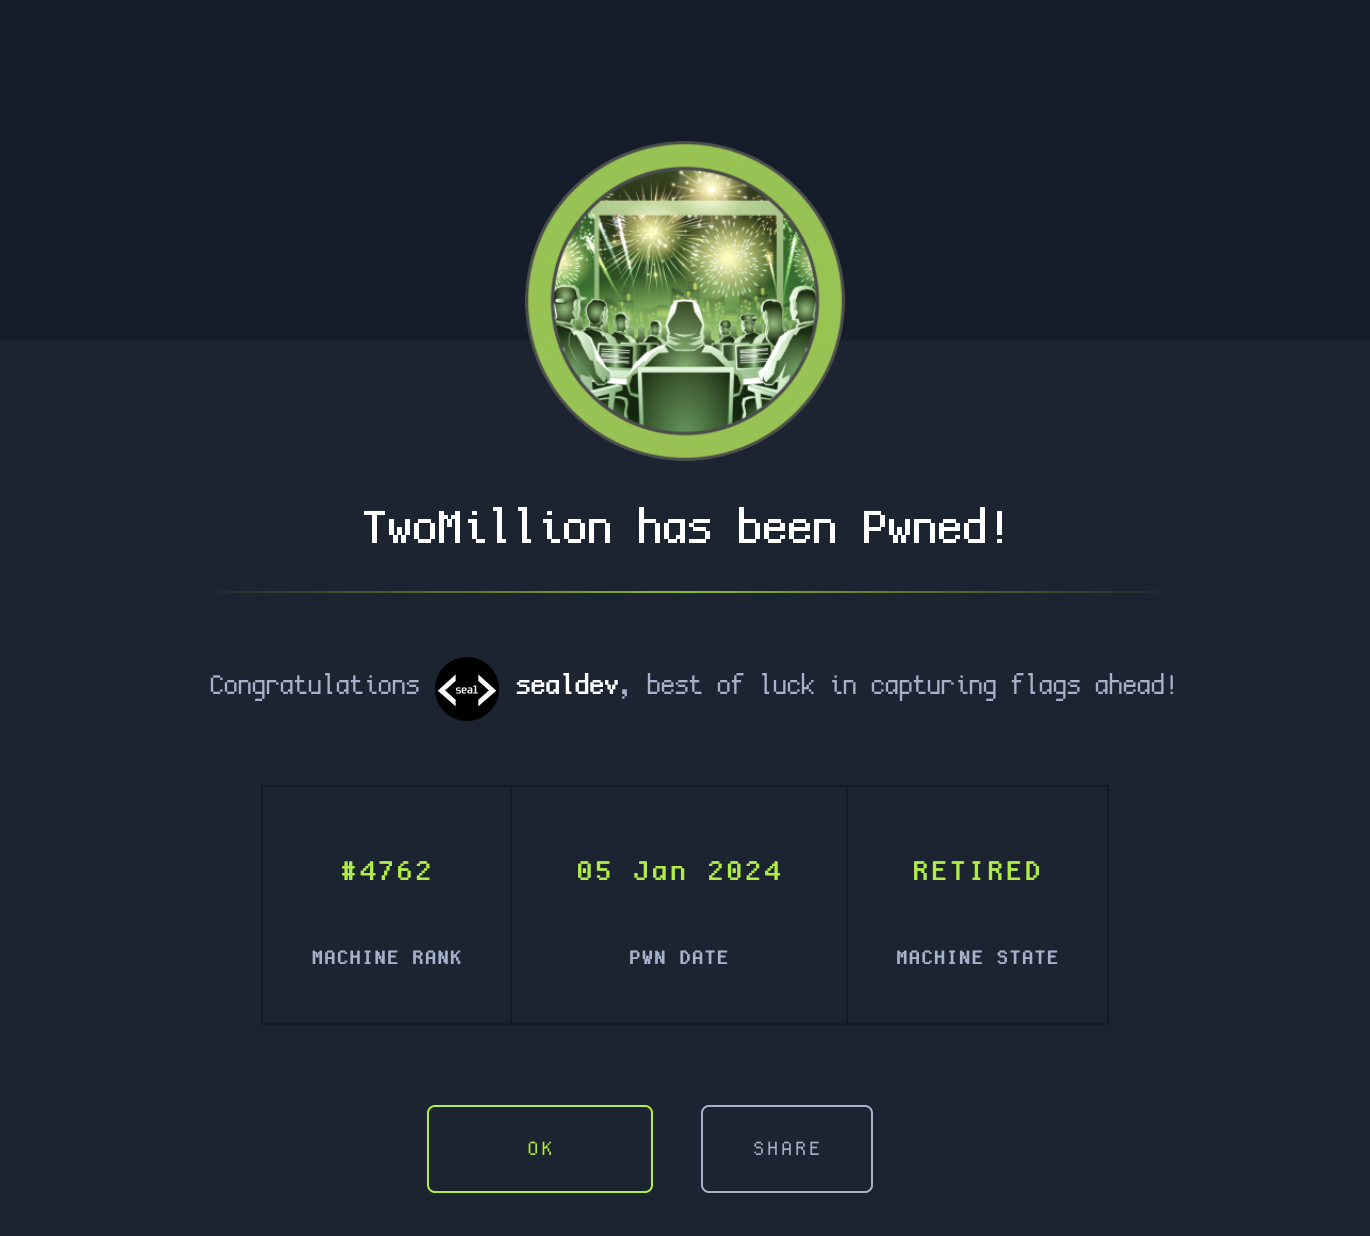 TwoMillion has been Pwned!
Congratulations seal sealdev, best of luck in capturing flags ahead!
#4762 05 Jan 2024 RETIRED
MACHINE RANK PWN DATE MACHINE STATE
OK SHARE